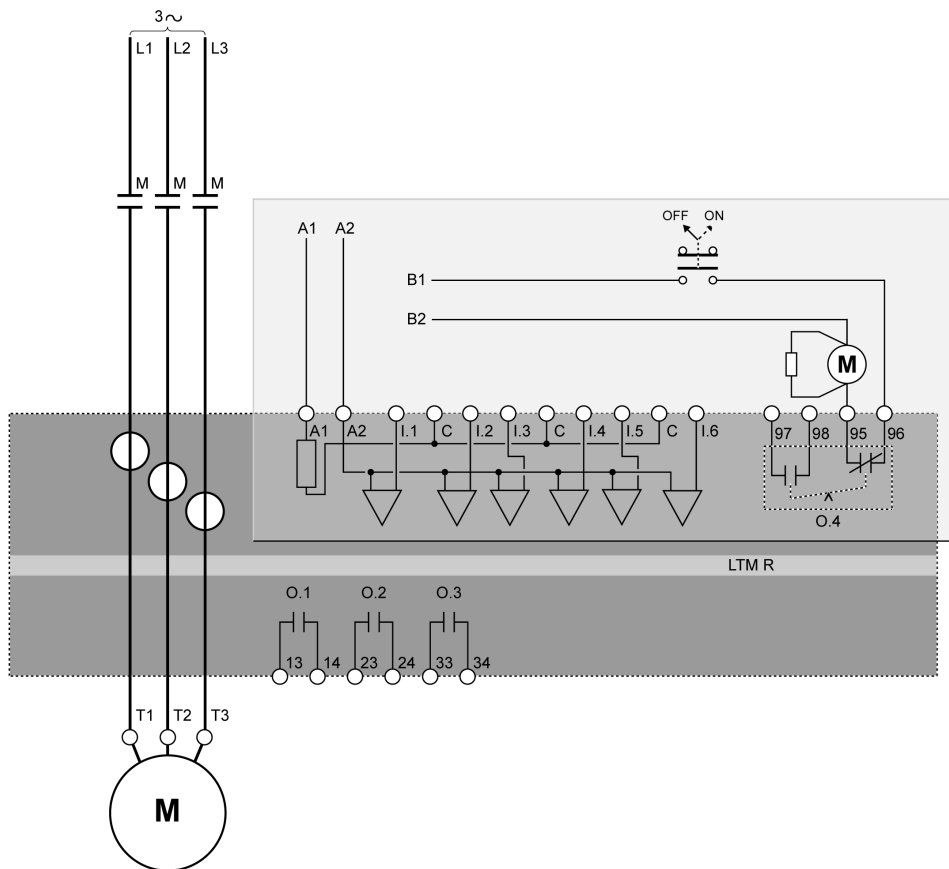 3~
L1 L2 L3
M M M
OFF ON
A1 A2
B1
B2
M
A1 A2 I.1 C I.2 I.3 C I.4 I.5 C I.6 97 98 95 96
O.4
LTM R
O.1 O.2 O.3
13 14 23 24 33 34
T1 T2 T3
M